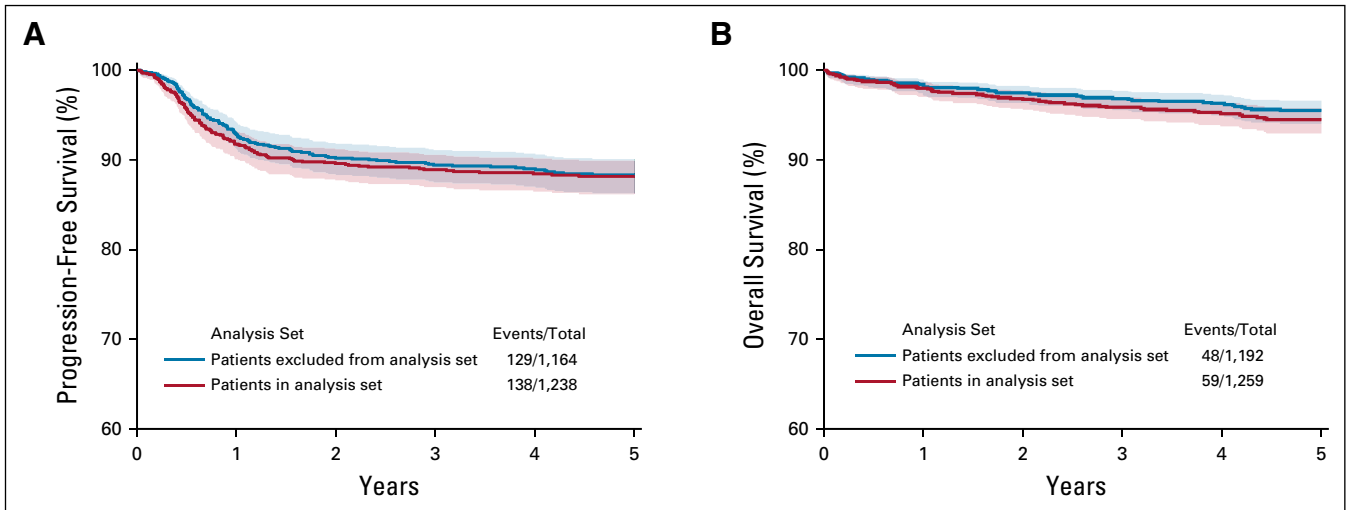 A
Progression-Free Survival (%)
100
90
80
70
60
Analysis Set Events/Total
Patients excluded from analysis set 129/1,164
Patients in analysis set 138/1,238
0 1 2 3 4 5
Years
B
Overall Survival (%)
100
90
80
70
60
Analysis Set Events/Total
Patients excluded from analysis set 48/1,192
Patients in analysis set 59/1,259
0 1 2 3 4 5
Years